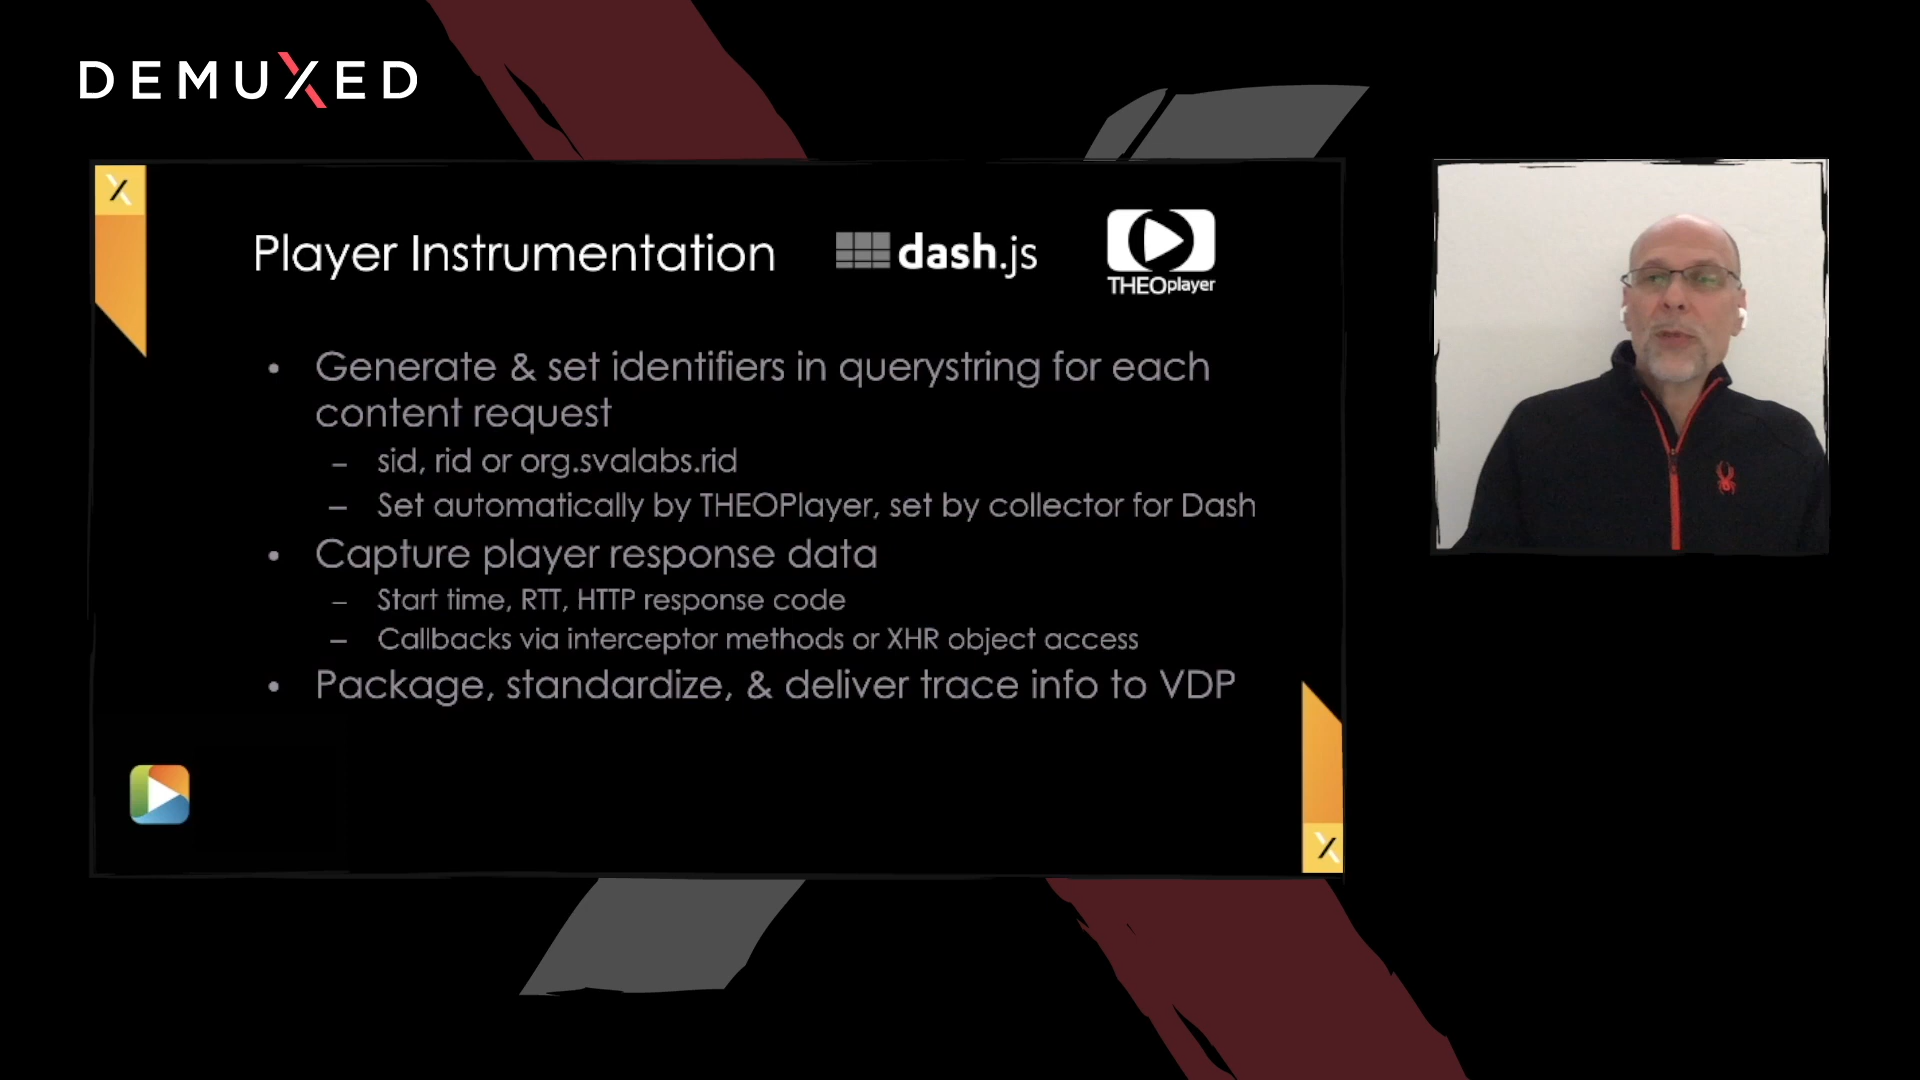 DEMUXED
Player Instrumentation
dash.js
THEOplayer
• Generate & set identifiers in querystring for each
content request
– sid, rid or org.svalabs.rid
– Set automatically by THEOPlayer, set by collector for Dash
• Capture player response data
– Start time, RTT, HTTP response code
– Callbacks via interceptor methods or XHR object access
• Package, standardize, & deliver trace info to VDP